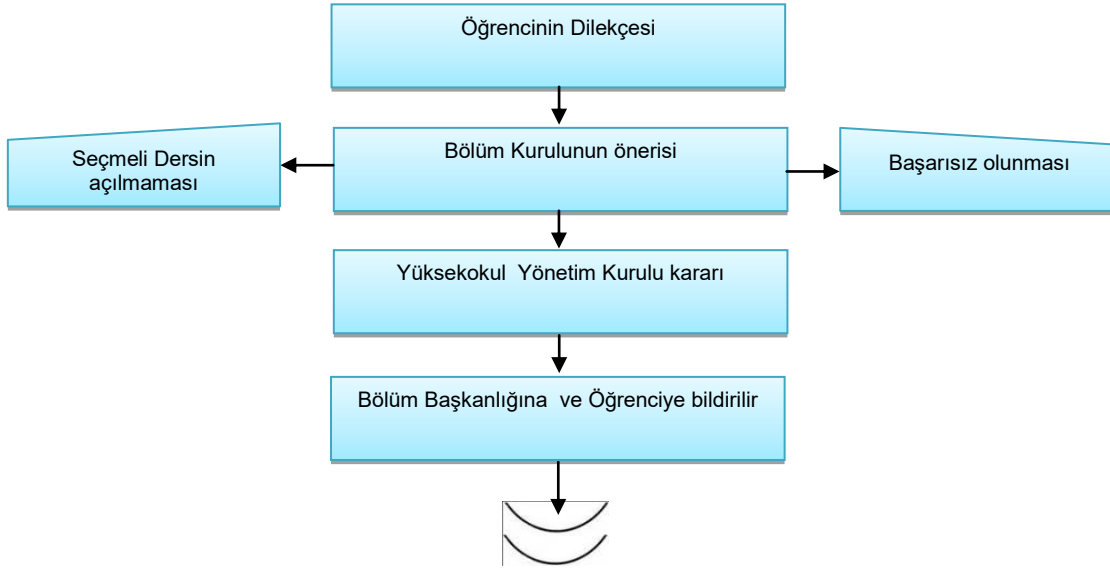 Öğrencinin Dilekçesi
Seçmeli Dersin
açılmaması
Bölüm Kurulunun önerisi
Başarısız olunması
Yüksekokul Yönetim Kurulu kararı
Bölüm Başkanlığına ve Öğrenciye bildirilir